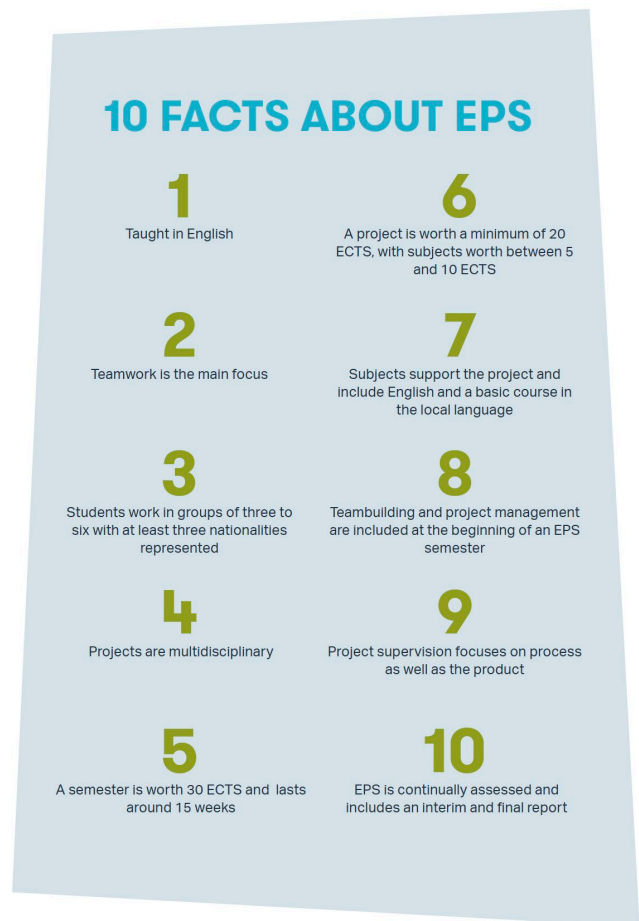 10 FACTS ABOUT EPS
1
Taught in English
2
Teamwork is the main focus
3
Students work in groups of three to
six with at least three nationalities
represented
4
Projects are multidisciplinary
5
A semester is worth 30 ECTS and lasts
around 15 weeks
6
A project is worth a minimum of 20
ECTS, with subjects worth between 5
and 10 ECTS
7
Subjects support the project and
include English and a basic course in
the local language
8
Teambuilding and project management
are included at the beginning of an EPS
semester
9
Project supervision focuses on process
as well as the product
10
EPS is continually assessed and
includes an interim and final report